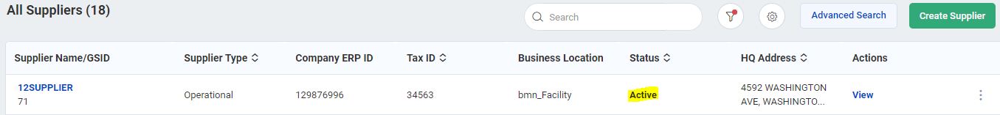 All Suppliers (18)
Search
Advanced Search
Create Supplier
Supplier Name/GSID
Supplier Type
Company ERP ID
Tax ID
Business Location
Status
HQ Address
Actions
12SUPPLIER
71
Operational
129876996
34563
bmn_Facility
Active
4592 WASHINGTON
AVE, WASHINGTO...
View